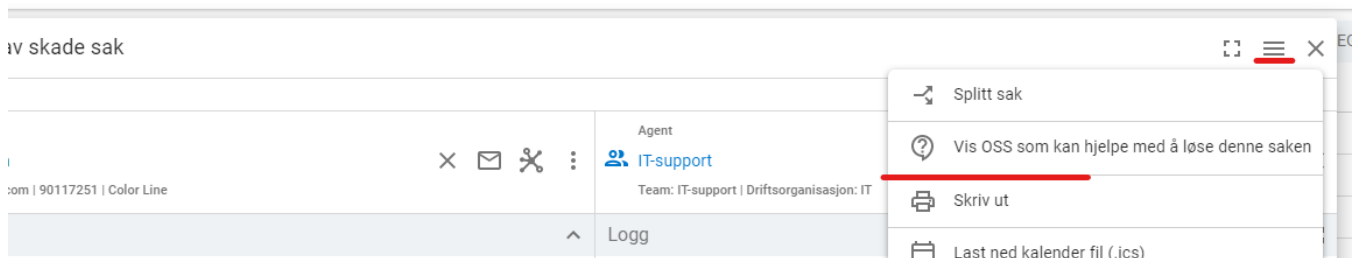 av skade sak
EC
Splitt sak
Agent
Vis OSS som kan hjelpe med å løse denne saken
IT-support
com | 90117251 | Color Line
Team: IT-support | Driftsorganisasjon: IT
Skriv ut
Logg
Last ned kalender fil (.ics)